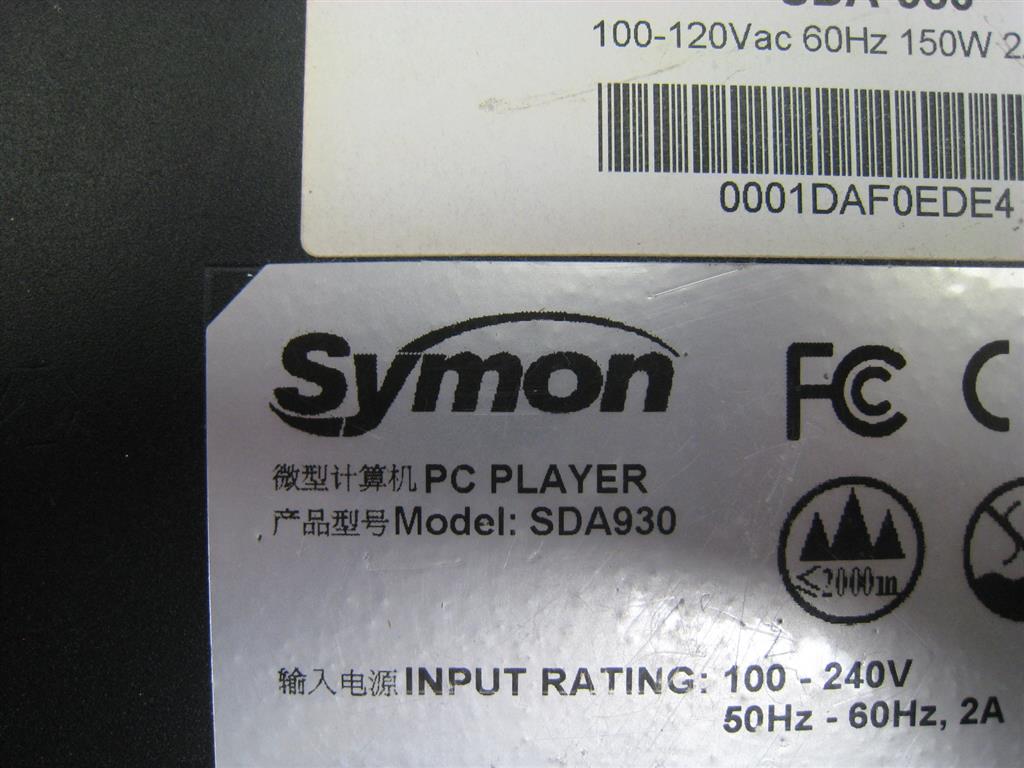 100-120Vac 60Hz 150W 2
0001DAF0EDE4
Symon
FC
微型计算机 PC PLAYER
产品型号 Model: SDA930
≤2000m
输入电源 INPUT RATING: 100 - 240V
50Hz - 60Hz, 2A